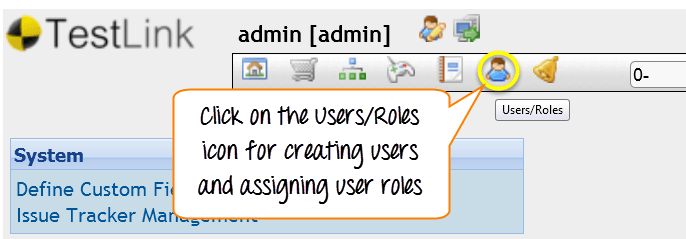 TestLink
admin [admin]
0-
Users/Roles
Click on the Users/Roles
icon for creating users
and assigning user roles
System
Define Custom Fi
Issue Tracker Management